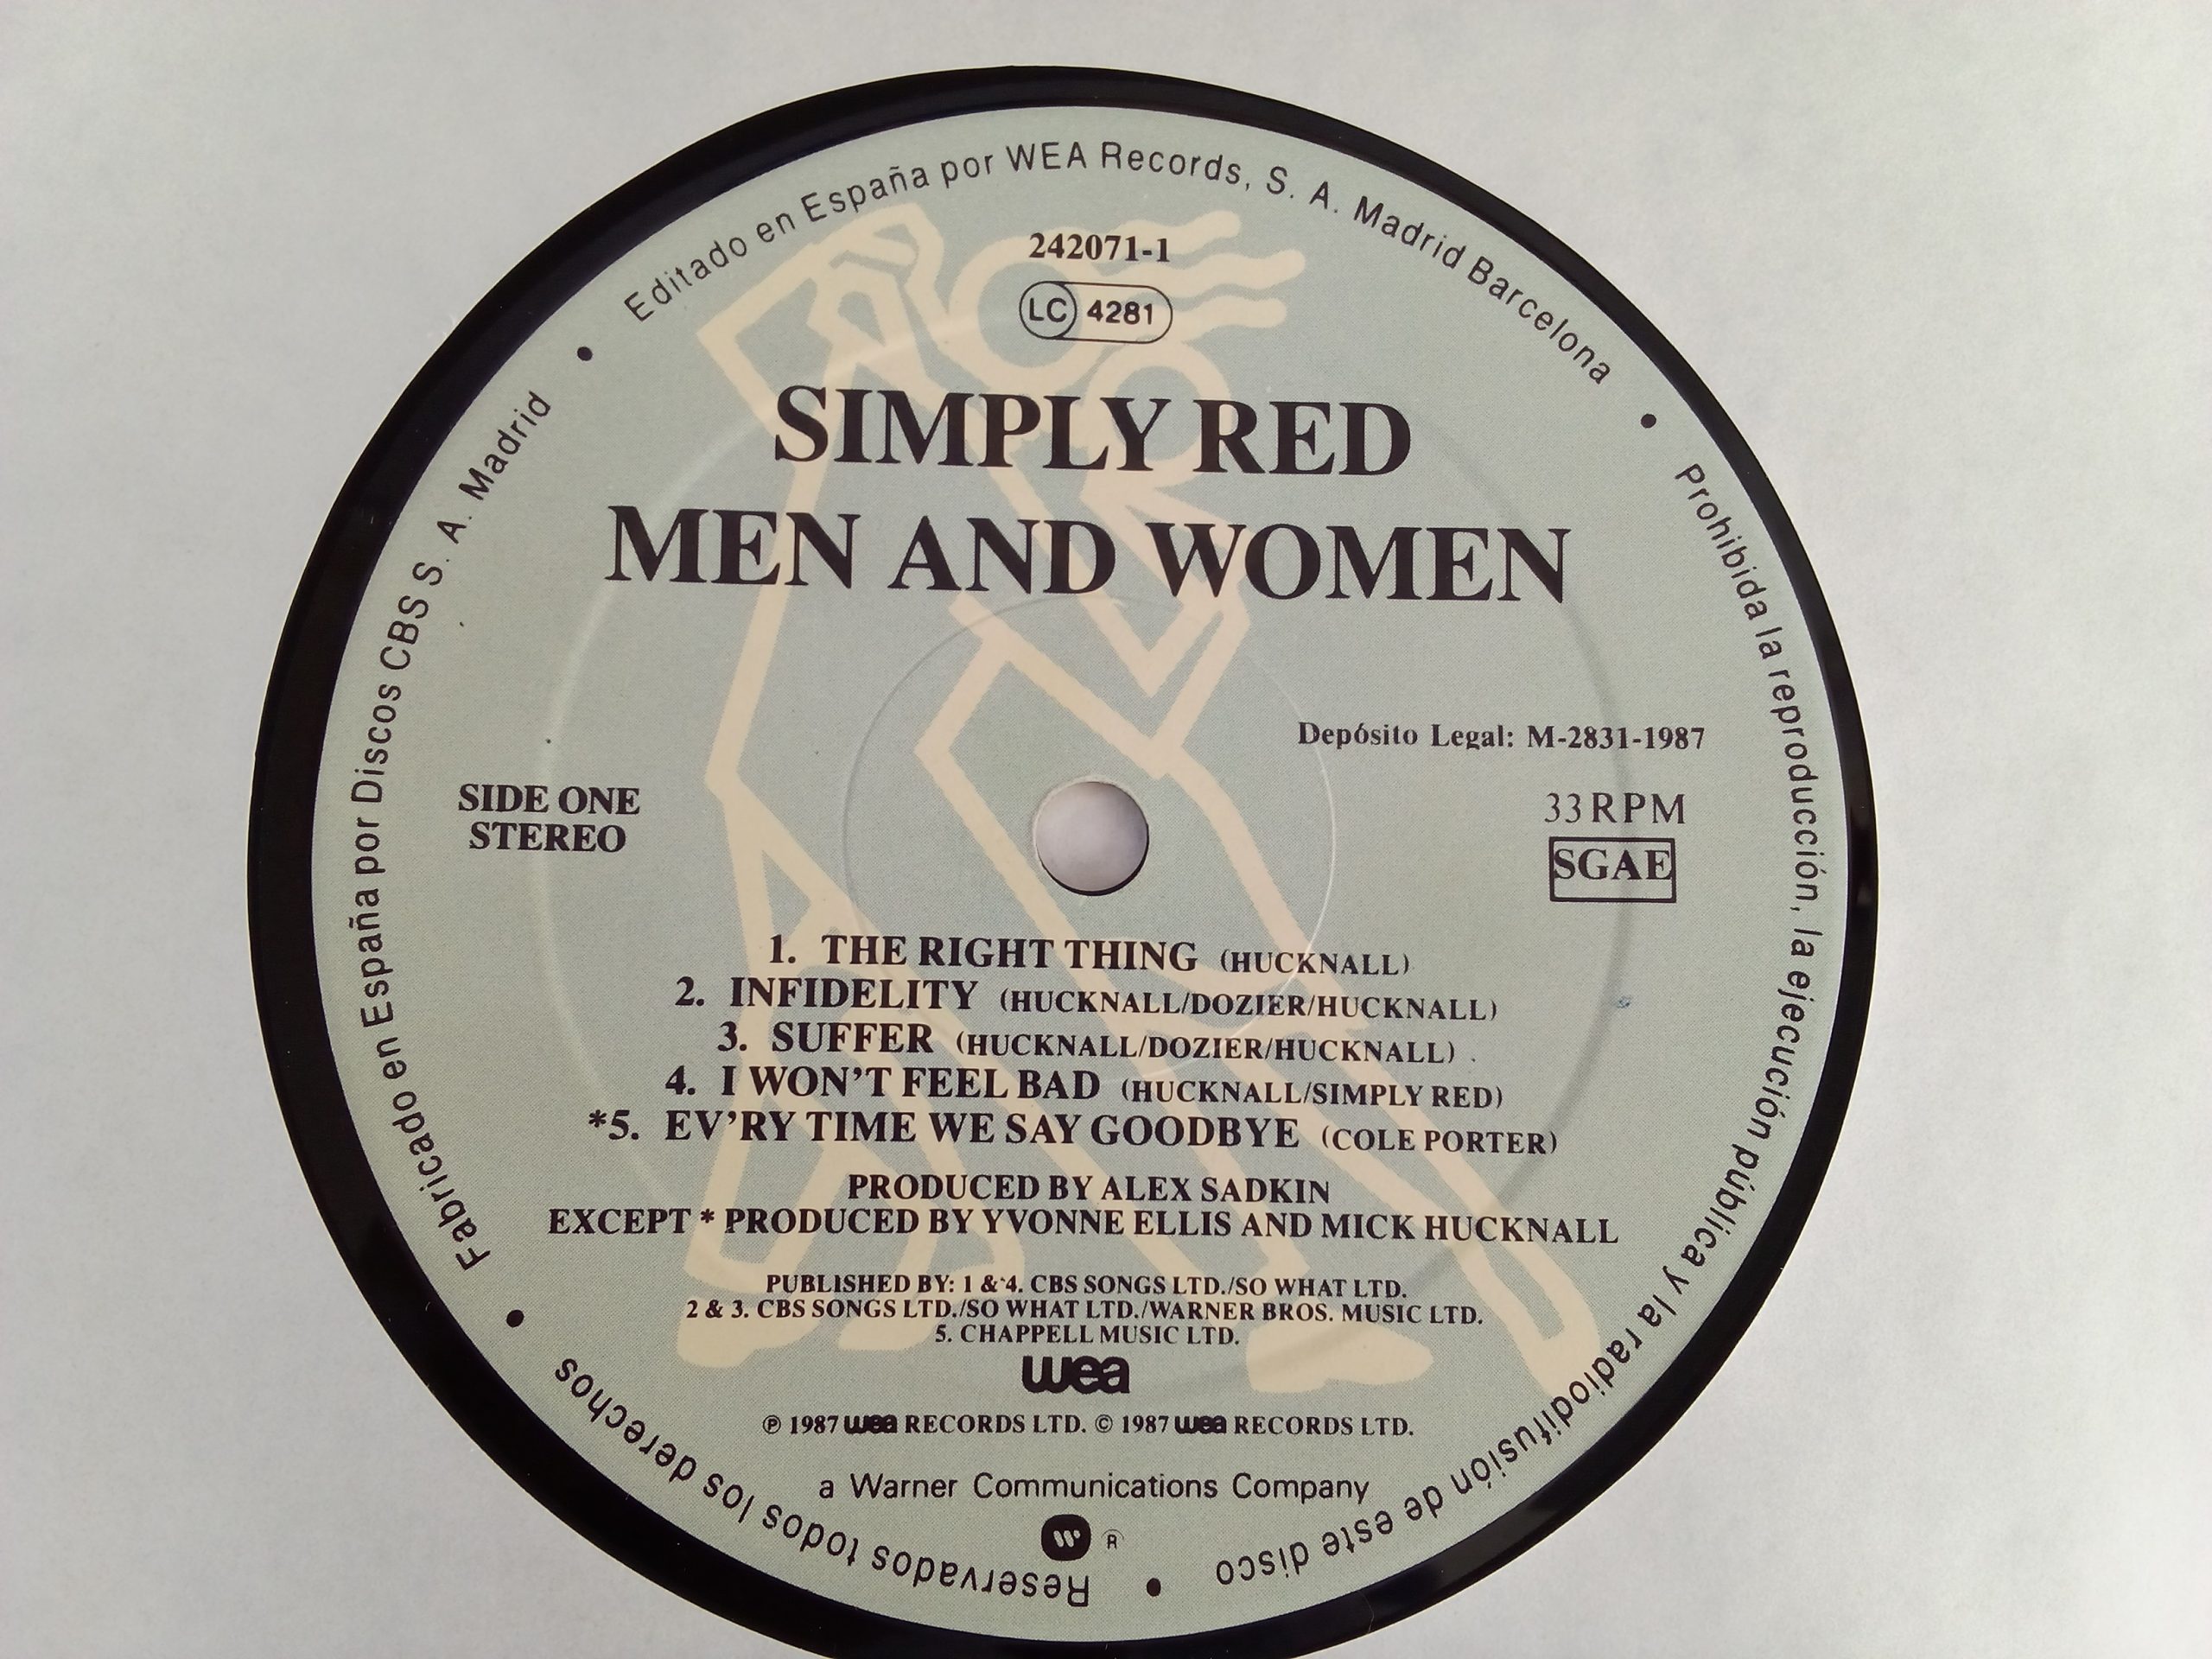 Editado en España por WEA Records, S. A. Madrid Barcelona
Prohibida la reproducción, la ejecución pública y la radiodifusión de este disco
Reservados todos los derechos
Fabricado en España por Discos CBS S. A. Madrid
242071-1
LC 4281
SIMPLY RED
MEN AND WOMEN
Depósito Legal: M-2831-1987
SIDE ONE
STEREO
33 RPM
SGAE
1. THE RIGHT THING (HUCKNALL)
2. INFIDELITY (HUCKNALL/DOZIER/HUCKNALL)
3. SUFFER (HUCKNALL/DOZIER/HUCKNALL)
4. I WON'T FEEL BAD (HUCKNALL/SIMPLY RED)
*5. EV'RY TIME WE SAY GOODBYE (COLE PORTER)
PRODUCED BY ALEX SADKIN
EXCEPT * PRODUCED BY YVONNE ELLIS AND MICK HUCKNALL
PUBLISHED BY: 1 & 4. CBS SONGS LTD./SO WHAT LTD.
2 & 3. CBS SONGS LTD./SO WHAT LTD./WARNER BROS. MUSIC LTD.
5. CHAPPELL MUSIC LTD.
wea
℗ 1987 wea RECORDS LTD. © 1987 wea RECORDS LTD.
a Warner Communications Company
W ®